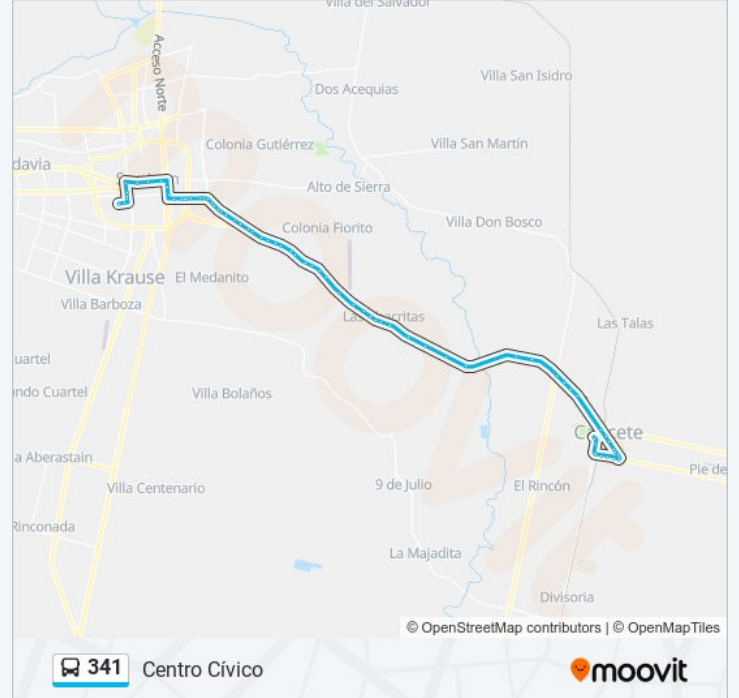 Villa del Salvador
Acceso Norte
Villa San Isidro
Dos Acequias
Colonia Gutiérrez
Villa San Martín
davia
Alto de Sierra
Villa Don Bosco
Colonia Fiorito
Villa Krause
El Medanito
Villa Barboza
Las Talas
uartel
ndo Cuartel
Villa Bolaños
a Aberastain
Pie de
Villa Centenario
9 de Julio
El Rincón
Rinconada
La Majadita
Divisoria
© OpenStreetMap contributors | © OpenMapTiles
341 Centro Cívico
moovit